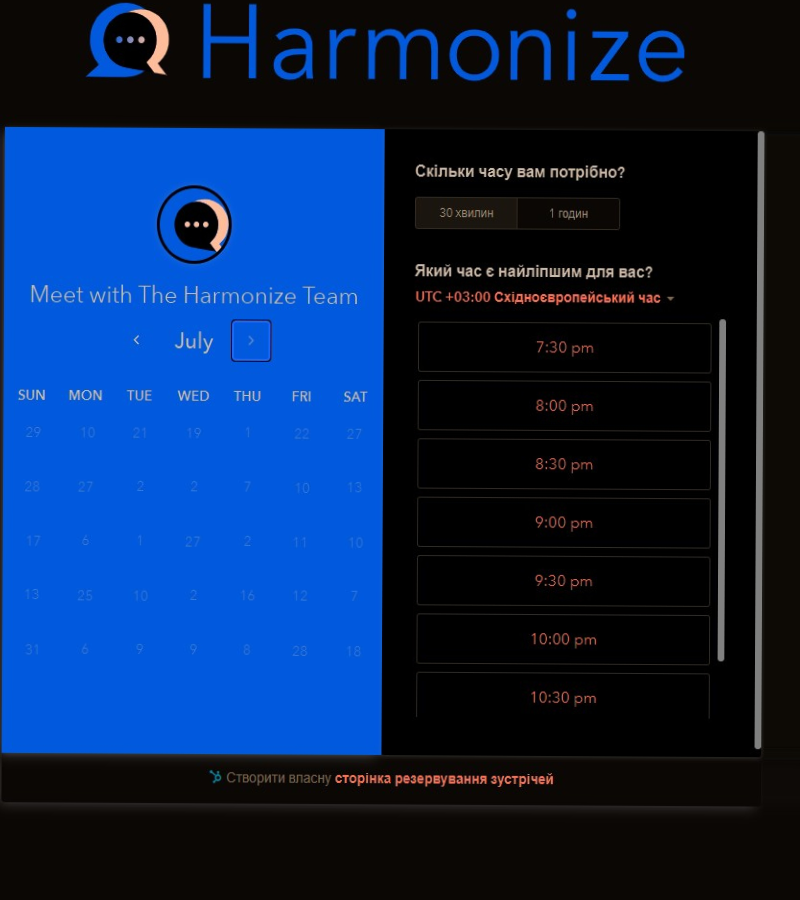 Harmonize
Meet with The Harmonize Team
July
SUN MON TUE WED THU FRI SAT
29 10 21 19 1 22 27
28 27 2 2 7 10 13
17 6 1 27 2 11 10
13 25 10 2 16 12 7
31 6 9 9 8 28 18
Скільки часу вам потрібно?
30 хвилин 1 годин
Який час є найліпшим для вас?
UTC +03:00 Східноєвропейський час
7:30 pm
8:00 pm
8:30 pm
9:00 pm
9:30 pm
10:00 pm
10:30 pm
Створити власну сторінка резервування зустрічей